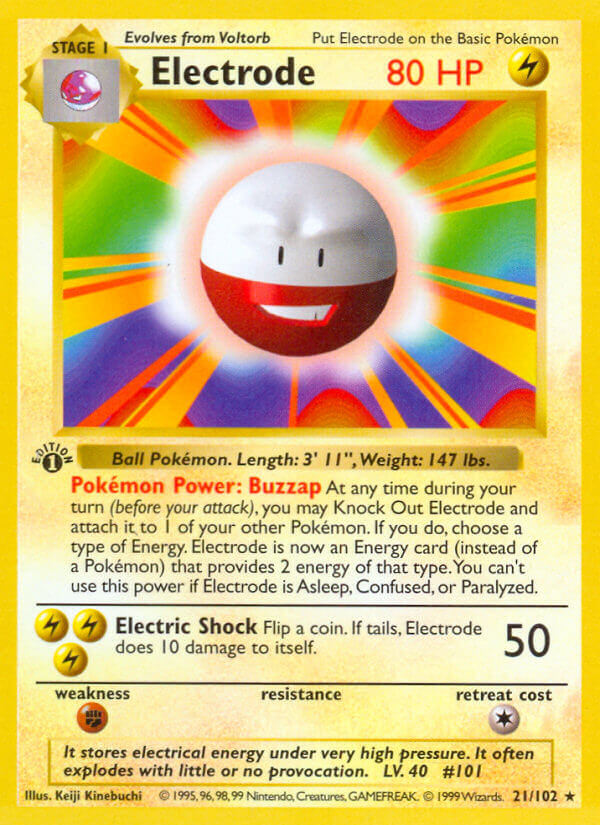 STAGE 1
Evolves from Voltorb
Put Electrode on the Basic Pokémon
Electrode
80 HP
EDITION
1
Ball Pokémon. Length: 3' 11", Weight: 147 lbs.
Pokémon Power: Buzzap At any time during your
turn (before your attack), you may Knock Out Electrode and
attach it to 1 of your other Pokémon. If you do, choose a
type of Energy. Electrode is now an Energy card (instead of
a Pokémon) that provides 2 energy of that type. You can't
use this power if Electrode is Asleep, Confused, or Paralyzed.
Electric Shock Flip a coin. If tails, Electrode
does 10 damage to itself.
50
weakness
resistance
retreat cost
It stores electrical energy under very high pressure. It often
explodes with little or no provocation. LV. 40 #101
Illus. Keiji Kinebuchi
© 1995, 96, 98, 99 Nintendo, Creatures, GAMEFREAK. © 1999 Wizards.
21/102 ★